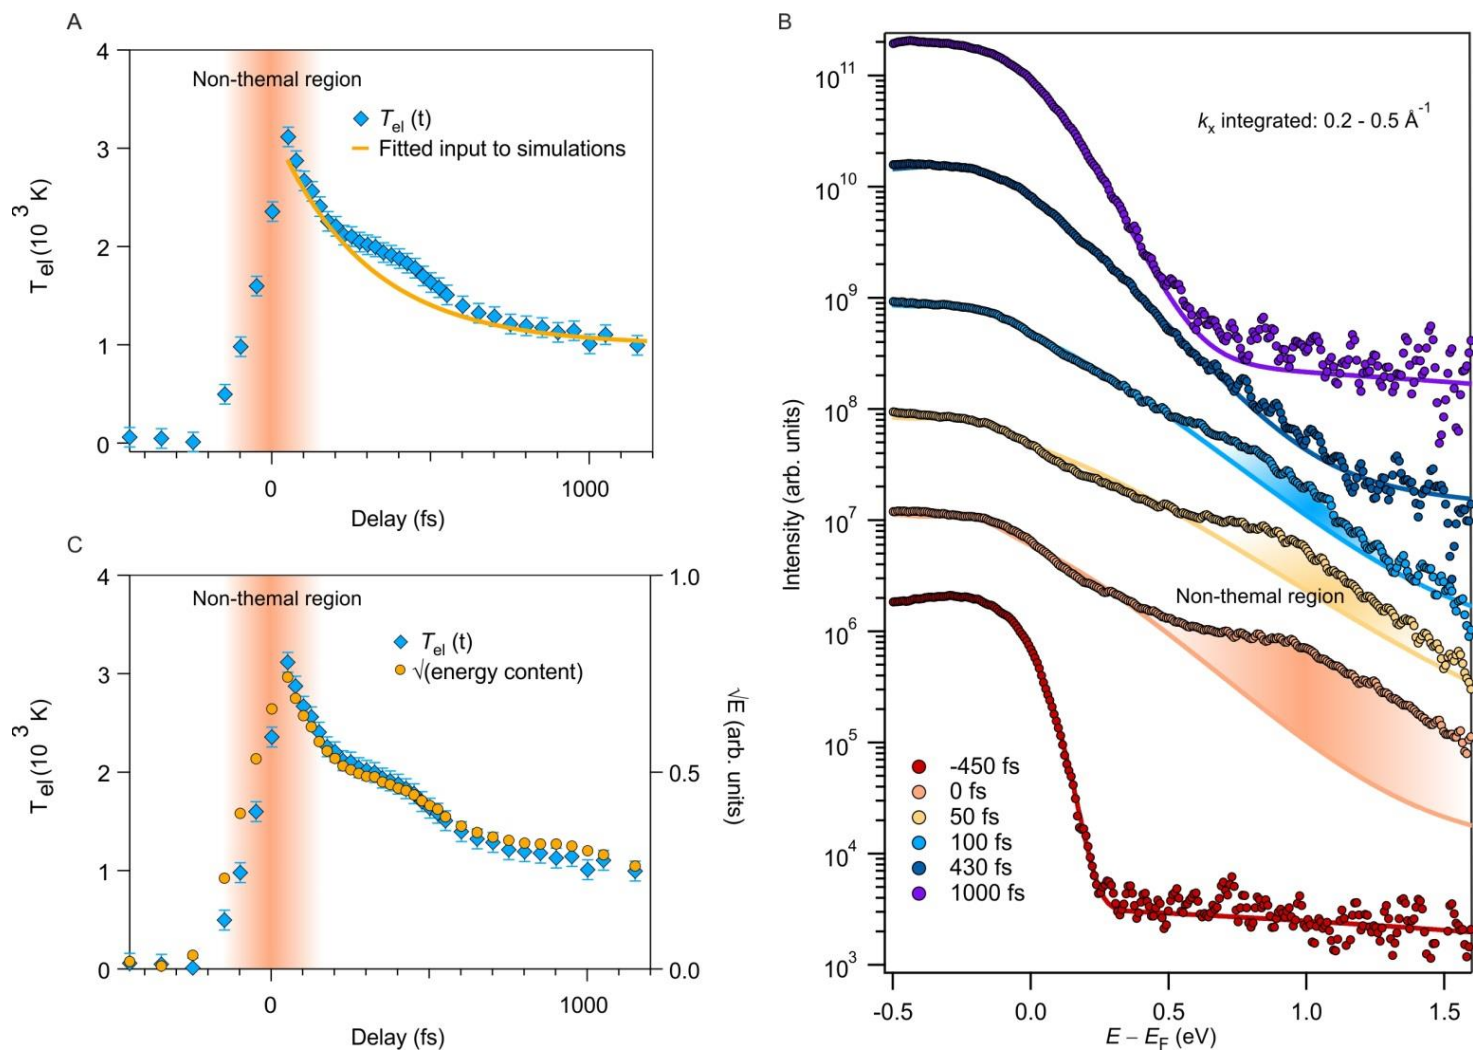 A
4
3
2
1
0
T_el (10^3 K)
Non-themal region
T_el (t)
Fitted input to simulations
0
1000
Delay (fs)
B
10^11
10^10
10^9
10^8
10^7
10^6
10^5
10^4
10^3
Intensity (arb. units)
k_x integrated: 0.2 - 0.5 Å^-1
Non-themal region
-450 fs
0 fs
50 fs
100 fs
430 fs
1000 fs
-0.5
0.0
0.5
1.0
1.5
E – E_F (eV)
C
4
3
2
1
0
T_el (10^3 K)
Non-themal region
T_el (t)
√(energy content)
1.0
0.5
0.0
√E (arb. units)
0
1000
Delay (fs)